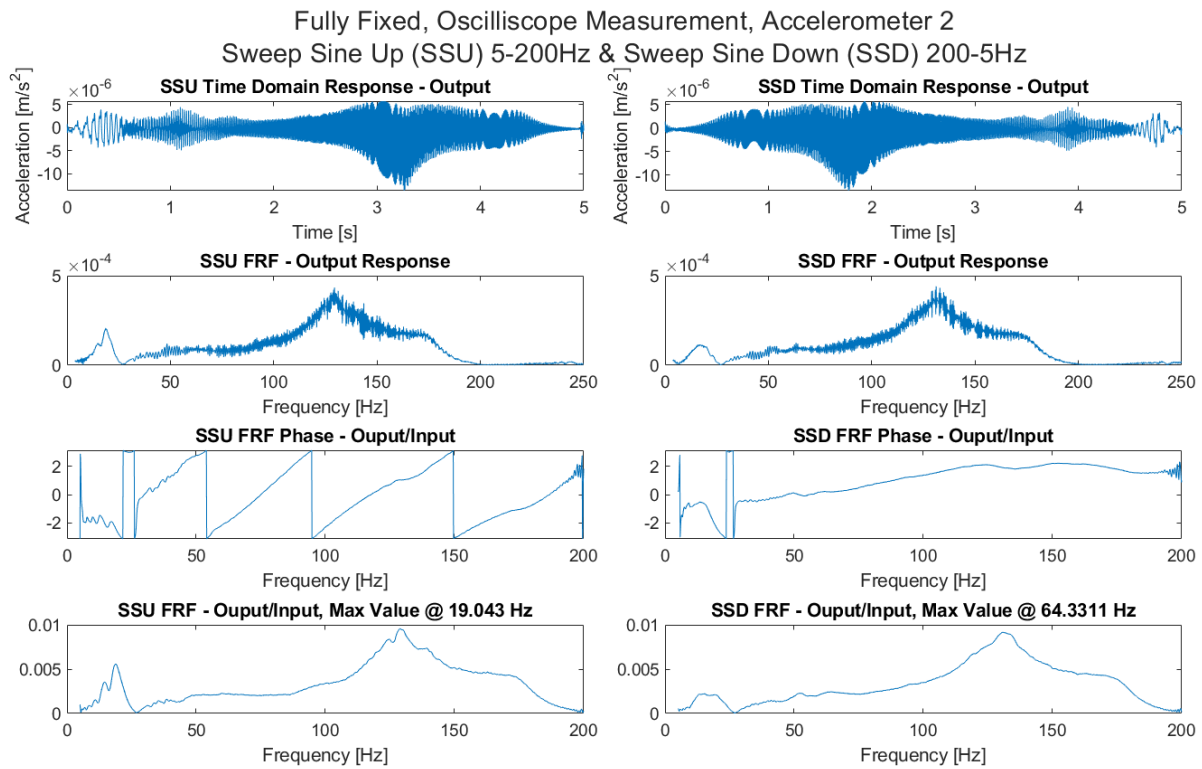 Fully Fixed, Oscilliscope Measurement, Accelerometer 2
Sweep Sine Up (SSU) 5-200Hz & Sweep Sine Down (SSD) 200-5Hz
SSU Time Domain Response - Output
×10-6
5
0
-5
-10
Acceleration [m/s2]
0 1 2 3 4 5
Time [s]
SSD Time Domain Response - Output
×10-6
5
0
-5
-10
Acceleration [m/s2]
0 1 2 3 4 5
Time [s]
SSU FRF - Output Response
×10-4
5
0
0 50 100 150 200 250
Frequency [Hz]
SSD FRF - Output Response
×10-4
5
0
0 50 100 150 200 250
Frequency [Hz]
SSU FRF Phase - Ouput/Input
2
0
-2
0 50 100 150 200
Frequency [Hz]
SSD FRF Phase - Ouput/Input
2
0
-2
0 50 100 150 200
Frequency [Hz]
SSU FRF - Ouput/Input, Max Value @ 19.043 Hz
0.01
0.005
0
0 50 100 150 200
Frequency [Hz]
SSD FRF - Ouput/Input, Max Value @ 64.3311 Hz
0.01
0.005
0
0 50 100 150 200
Frequency [Hz]